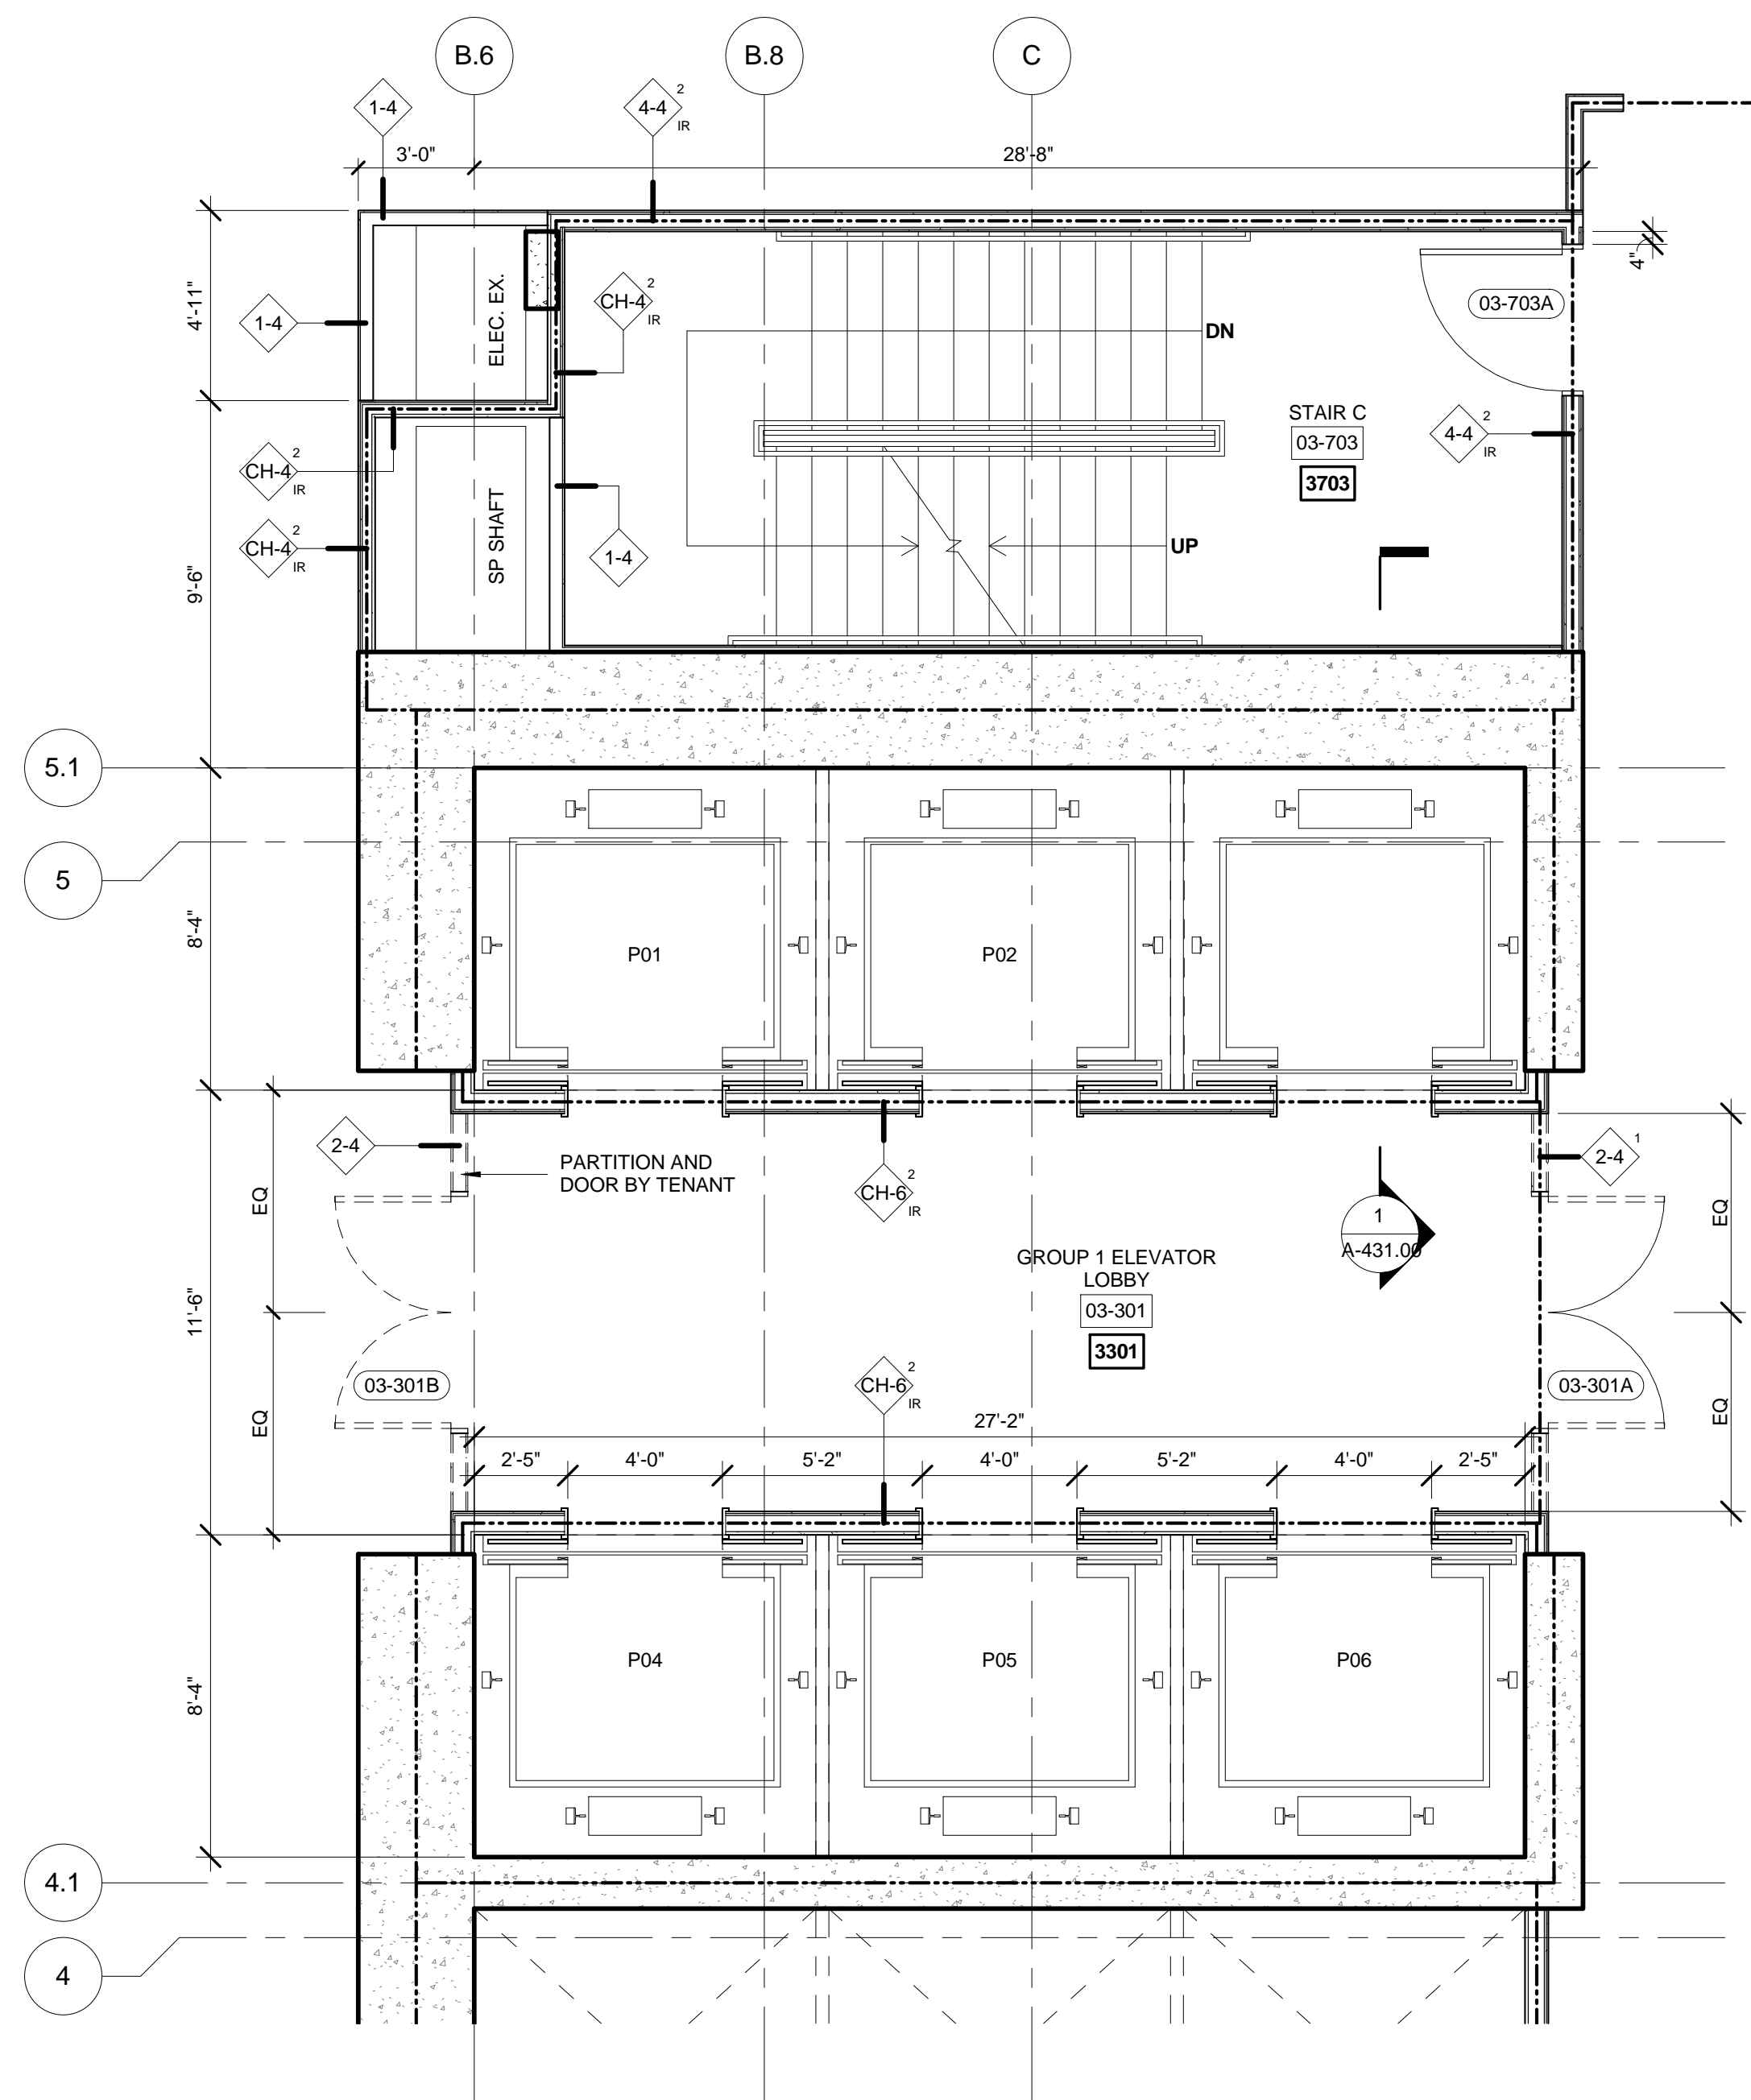 B.6
B.8
C
1-4
4-4
2
IR
3'-0"
28'-8"
4"
4'-11"
1-4
ELEC. EX.
CH-4
2
IR
03-703A
DN
STAIR C
03-703
3703
4-4
2
IR
CH-4
2
IR
9'-6"
CH-4
2
IR
SP SHAFT
1-4
UP
5.1
5
8'-4"
P01
P02
2-4
PARTITION AND
DOOR BY TENANT
CH-6
2
IR
2-4
1
EQ
EQ
1
A-431.00
GROUP 1 ELEVATOR
LOBBY
03-301
3301
11'-6"
03-301B
CH-6
2
IR
03-301A
EQ
EQ
27'-2"
2'-5"
4'-0"
5'-2"
4'-0"
5'-2"
4'-0"
2'-5"
P04
P05
P06
8'-4"
4.1
4